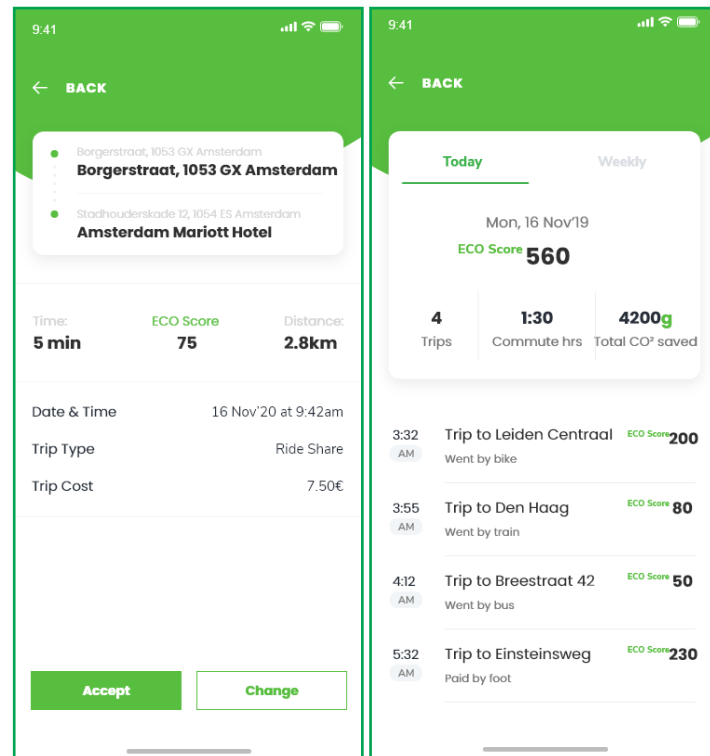 9:41
BACK
Borgerstraat, 1053 GX Amsterdam
Borgerstraat, 1053 GX Amsterdam
Stadhouderskade 12, 1054 ES Amsterdam
Amsterdam Mariott Hotel
Time: ECO Score Distance:
5 min 75 2.8km
Date & Time 16 Nov'20 at 9:42am
Trip Type Ride Share
Trip Cost 7.50€
Accept Change
9:41
BACK
Today Weekly
Mon, 16 Nov'19
ECO Score 560
4 1:30 4200g
Trips Commute hrs Total CO² saved
3:32 Trip to Leiden Centraal ECO Score 200
AM Went by bike
3:55 Trip to Den Haag ECO Score 80
AM Went by train
4:12 Trip to Breestraat 42 ECO Score 50
AM Went by bus
5:32 Trip to Einsteinsweg ECO Score 230
AM Paid by foot